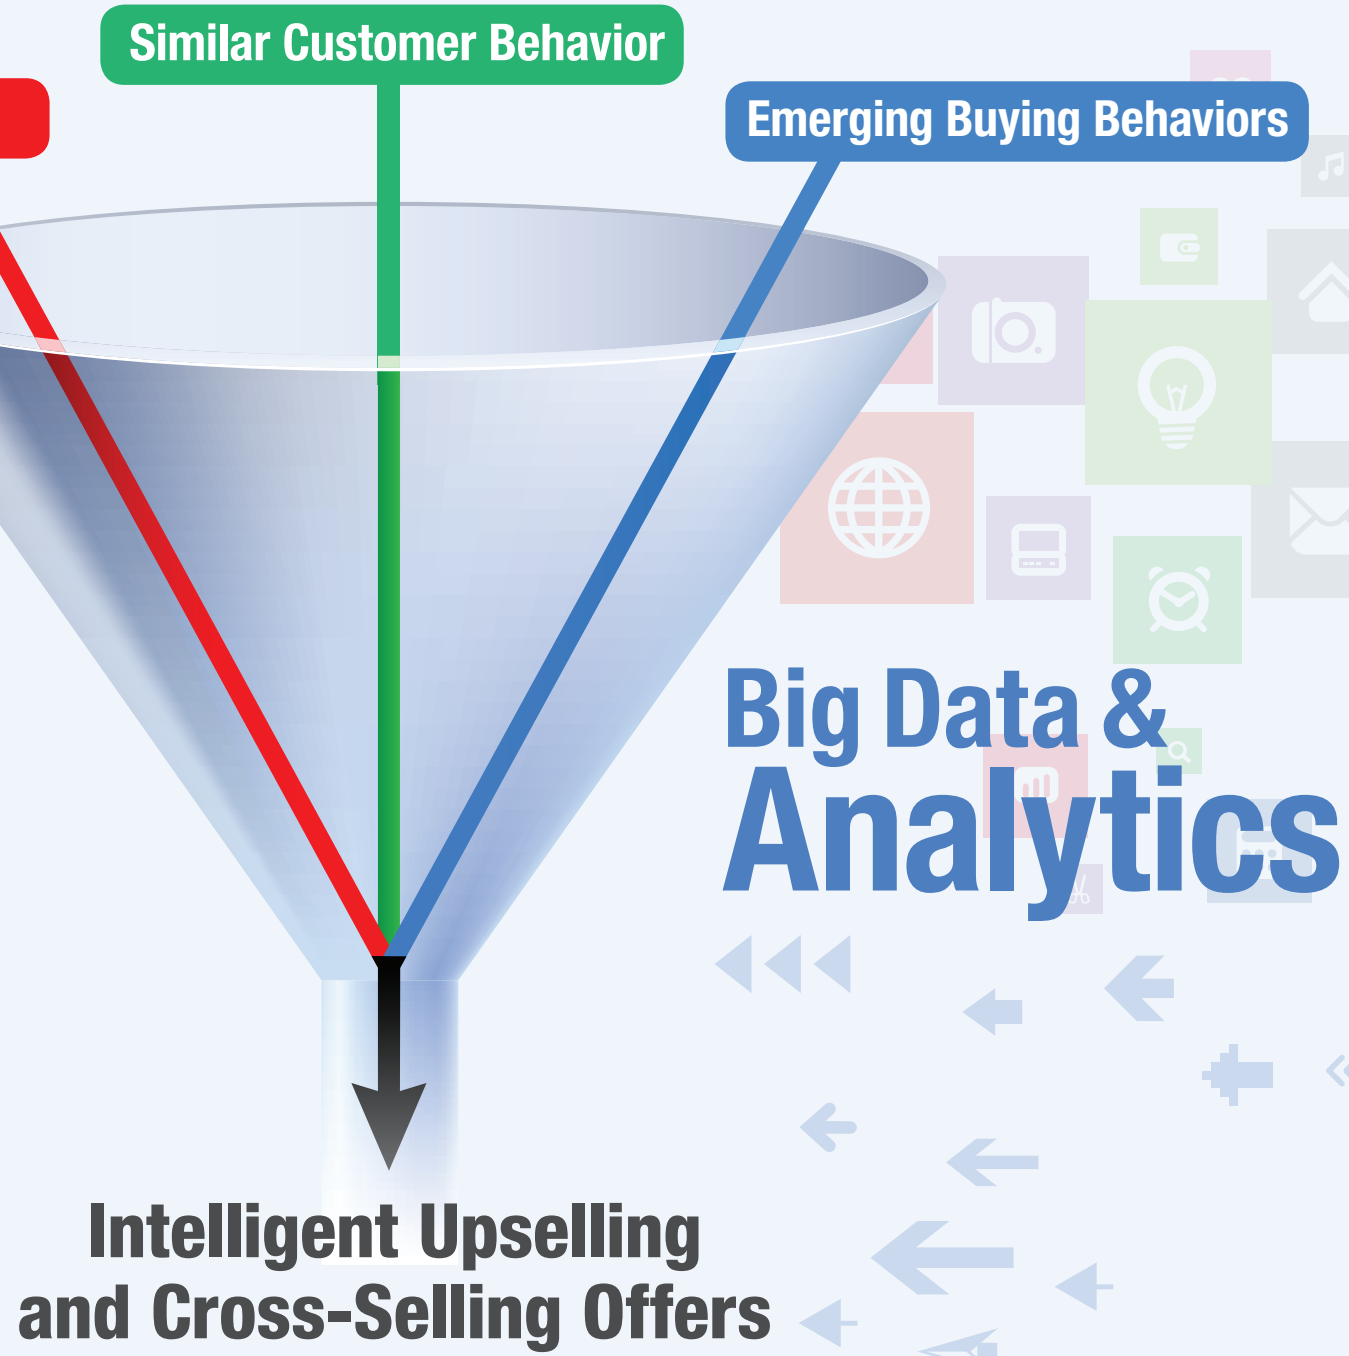 Similar Customer Behavior
Emerging Buying Behaviors
Big Data &
Analytics
Intelligent Upselling
and Cross-Selling Offers